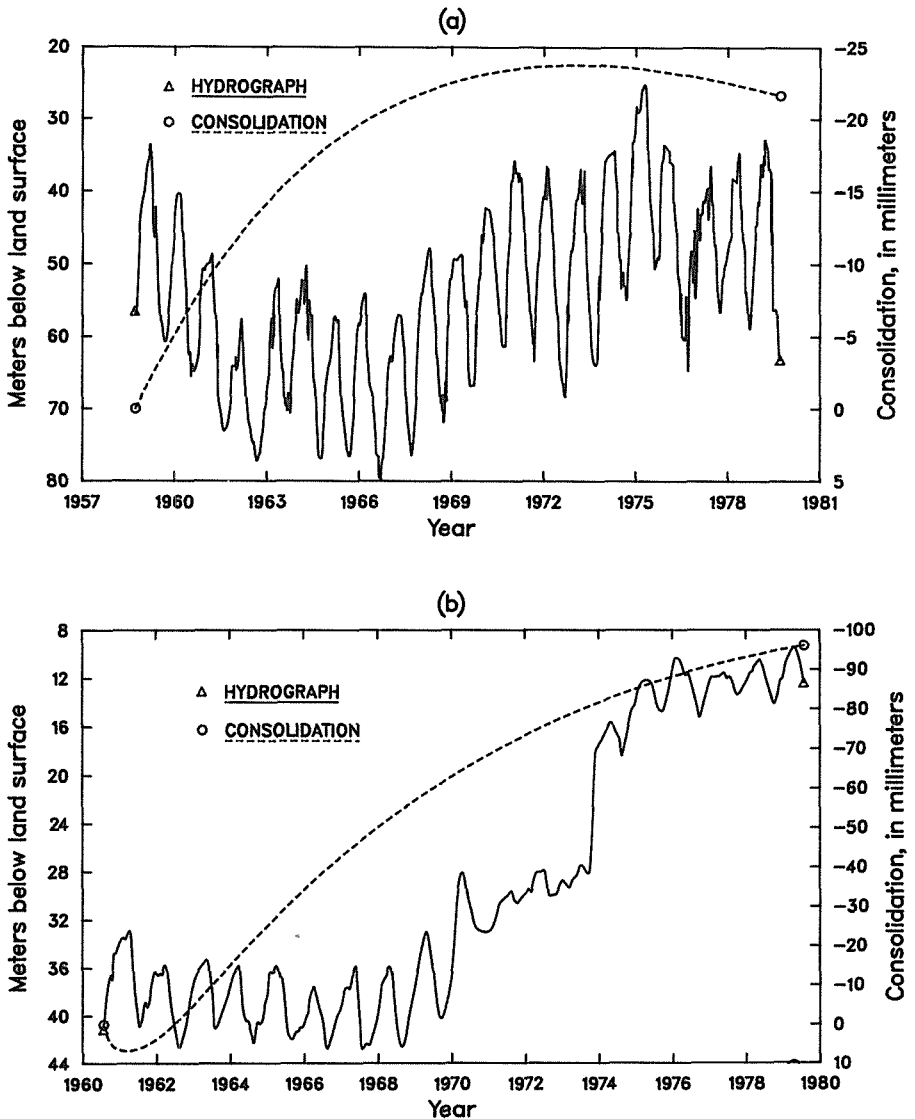 (a)
20
30
40
50
60
70
80
Meters below land surface
HYDROGRAPH
CONSOLIDATION
-25
-20
-15
-10
-5
0
5
Consolidation, in millimeters
1957 1960 1963 1966 1969 1972 1975 1978 1981
Year
(b)
8
12
16
20
24
28
32
36
40
44
Meters below land surface
HYDROGRAPH
CONSOLIDATION
-100
-90
-80
-70
-60
-50
-40
-30
-20
-10
0
10
Consolidation, in millimeters
1960 1962 1964 1966 1968 1970 1972 1974 1976 1978 1980
Year